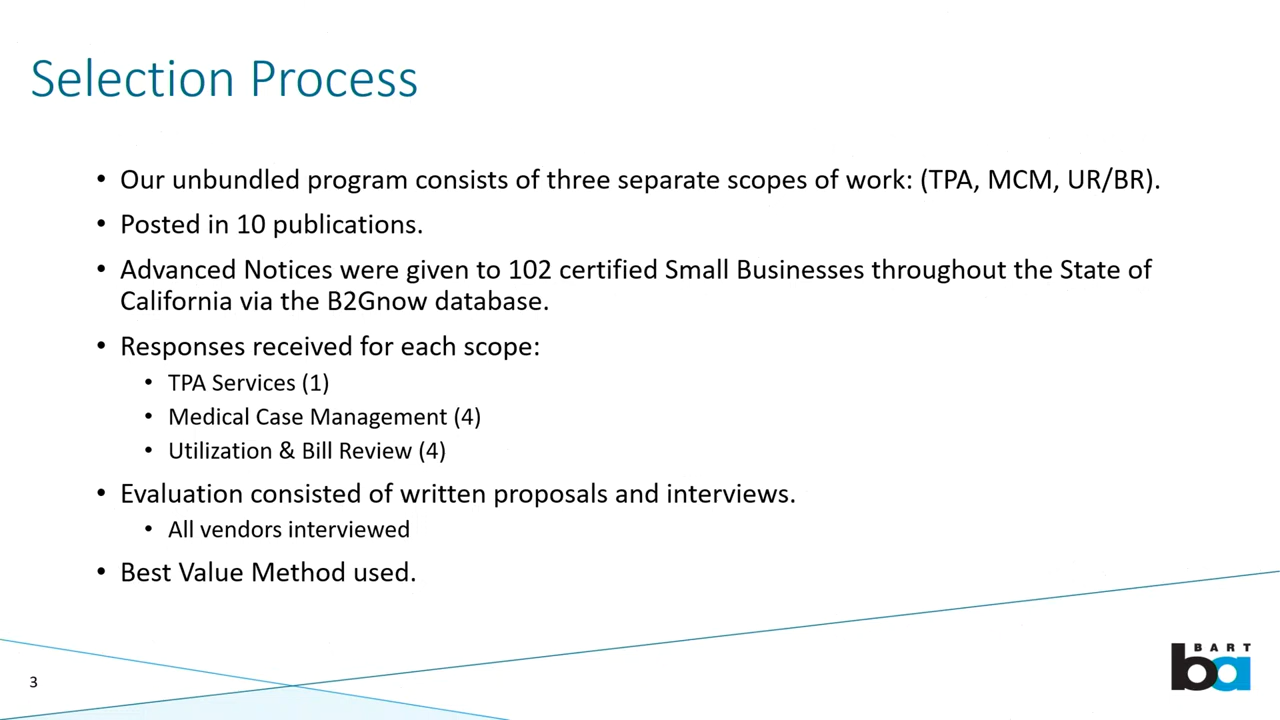 Selection Process
• Our unbundled program consists of three separate scopes of work: (TPA, MCM, UR/BR).
• Posted in 10 publications.
• Advanced Notices were given to 102 certified Small Businesses throughout the State of
California via the B2Gnow database.
• Responses received for each scope:
• TPA Services (1)
• Medical Case Management (4)
• Utilization & Bill Review (4)
• Evaluation consisted of written proposals and interviews.
• All vendors interviewed
• Best Value Method used.
3
BART
ba